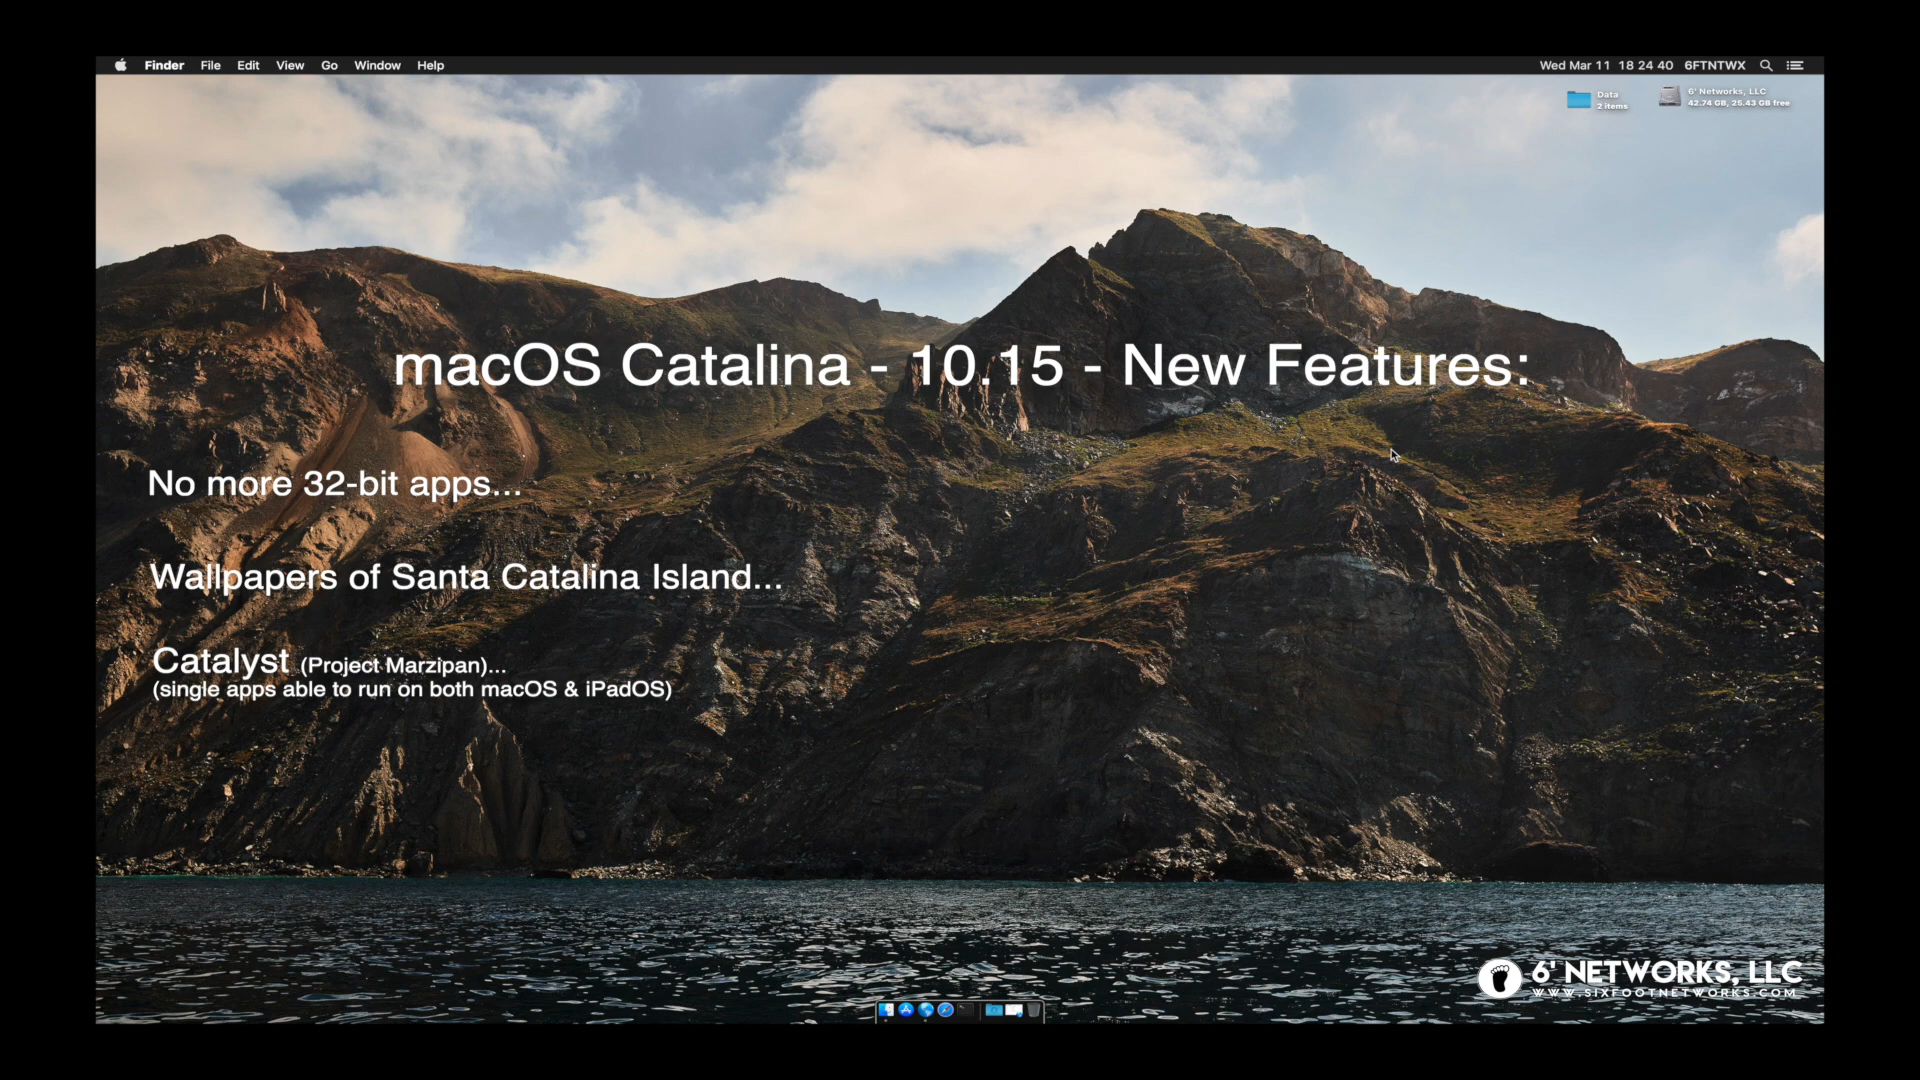 Finder File Edit View Go Window Help
Wed Mar 11 18 24 40 6FTNTWX
Data
2 items
6' Networks, LLC
42.74 GB, 25.43 GB free
macOS Catalina - 10.15 - New Features:
No more 32-bit apps...
Wallpapers of Santa Catalina Island...
Catalyst (Project Marzipan)...
(single apps able to run on both macOS & iPadOS)
6' NETWORKS, LLC
WWW.SIXFOOTNETWORKS.COM